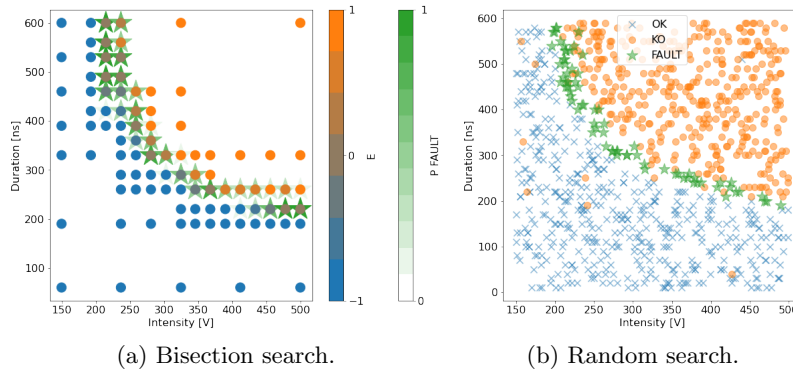 600
500
400
300
200
100
150 200 250 300 350 400 450 500
Duration [ns]
Intensity [V]
1
0
−1
E
1
0
P FAULT
OK
KO
FAULT
600
500
400
300
200
100
0
150 200 250 300 350 400 450 500
Duration [ns]
Intensity [V]
(a) Bisection search.
(b) Random search.